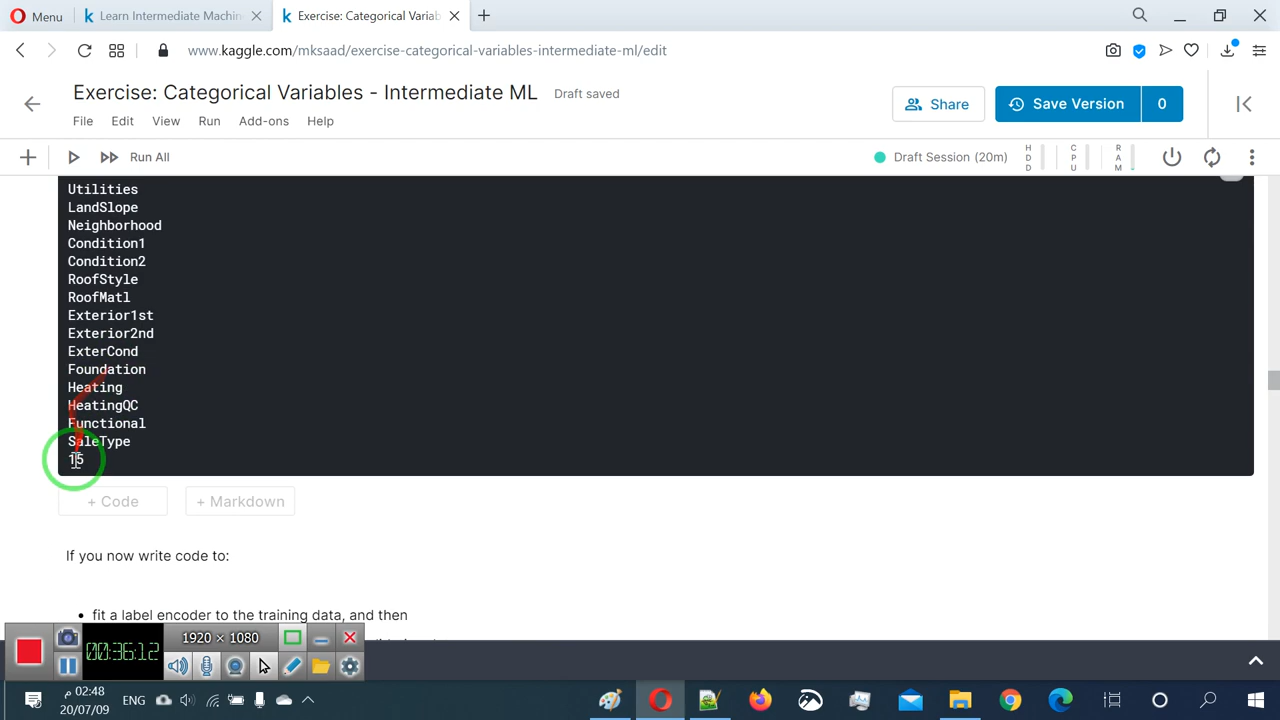 Menu
Learn Intermediate Machin
Exercise: Categorical Variab
www.kaggle.com/mksaad/exercise-categorical-variables-intermediate-ml/edit
Exercise: Categorical Variables - Intermediate ML
Draft saved
Share
Save Version
0
File
Edit
View
Run
Add-ons
Help
Run All
Draft Session (20m)
HDD
CPU
RAM
Utilities
LandSlope
Neighborhood
Condition1
Condition2
RoofStyle
RoofMatl
Exterior1st
Exterior2nd
ExterCond
Foundation
Heating
HeatingQC
Functional
SaleType
15
+ Code
+ Markdown
If you now write code to:
fit a label encoder to the training data, and then
00:36:12
1920 × 1080
02:48 م
20/07/09
ENG